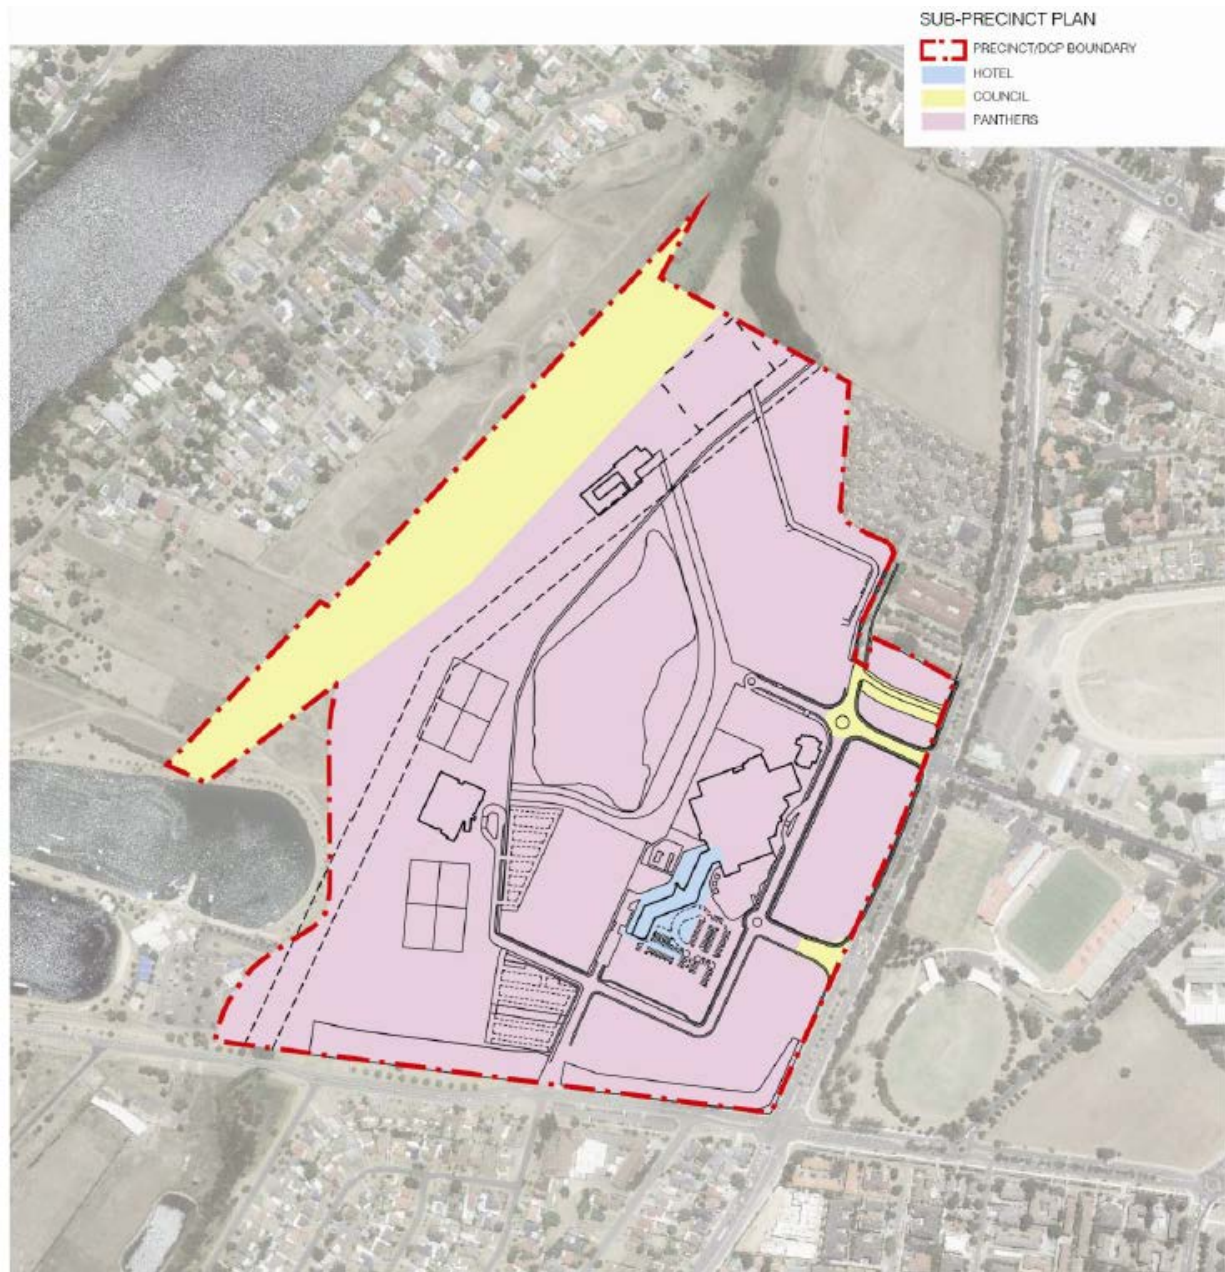 SUB-PRECINCT PLAN
PRECINCT/DCP BOUNDARY
HOTEL
COUNCIL
PANTHERS